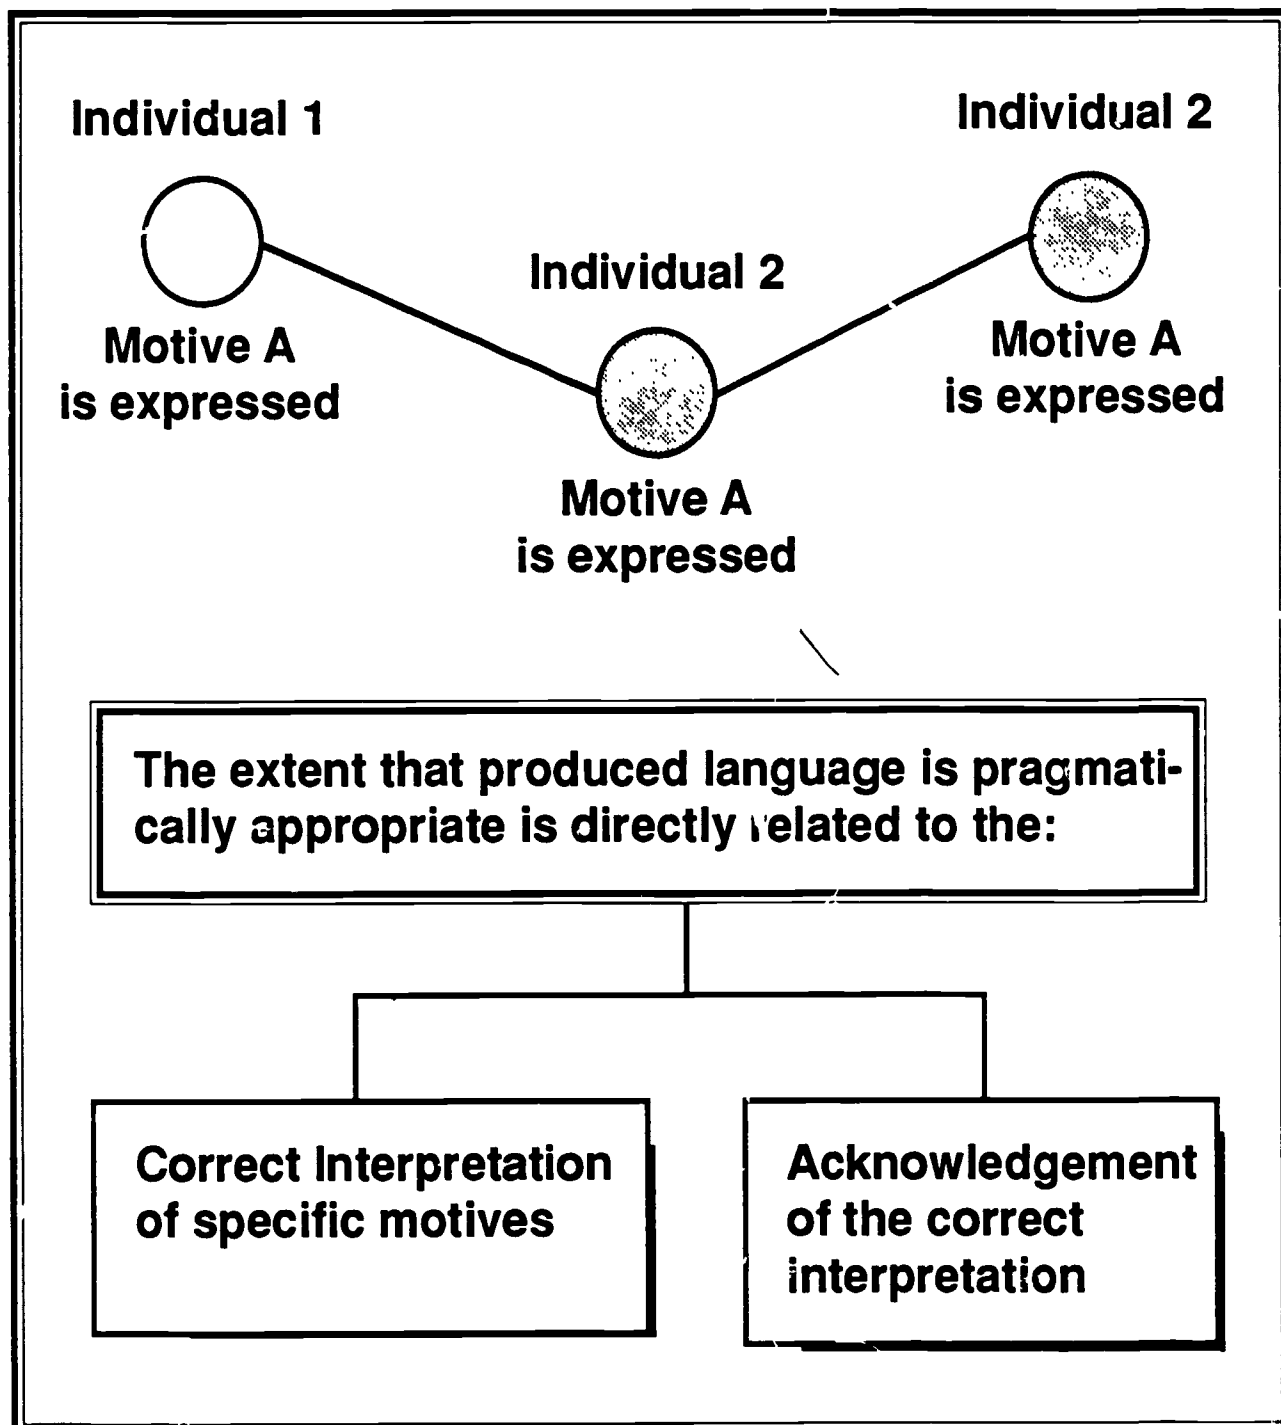 Individual 1
Individual 2
Individual 2
Motive A
is expressed
Motive A
is expressed
Motive A
is expressed
The extent that produced language is pragmati-
cally appropriate is directly related to the:
Correct Interpretation
of specific motives
Acknowledgement
of the correct
interpretation